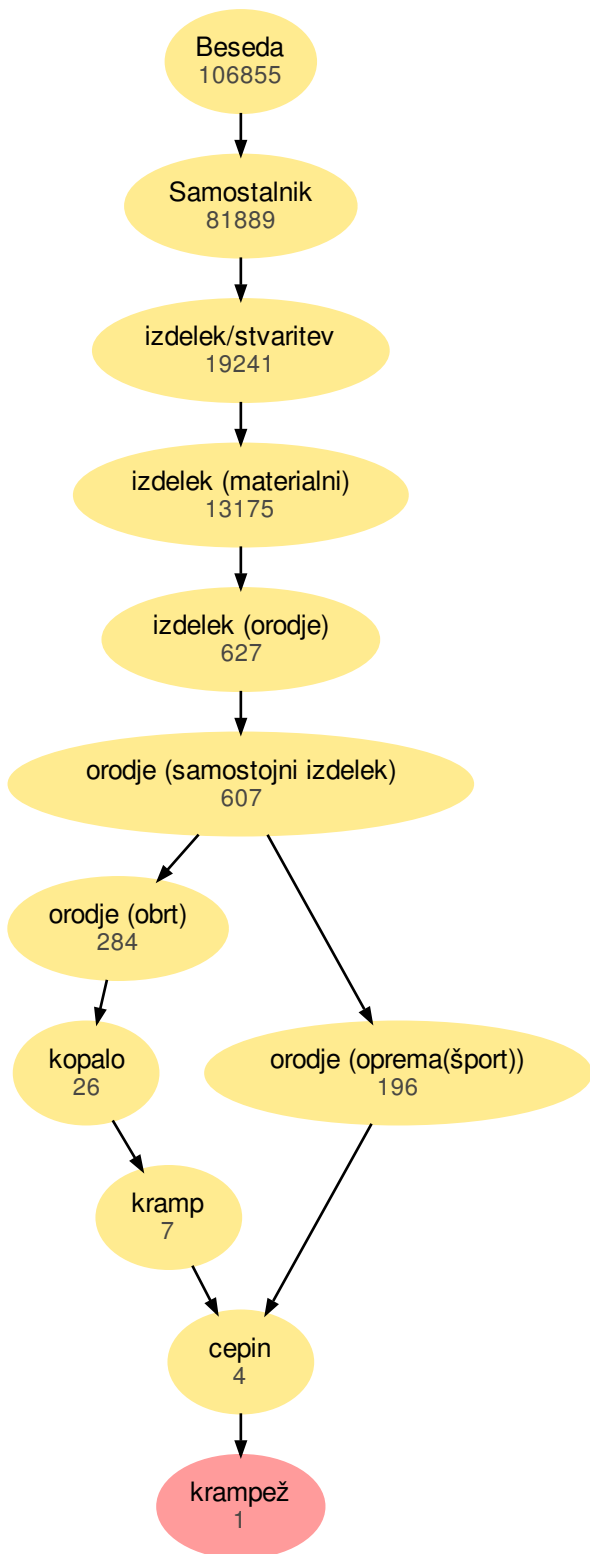 Beseda
106855
Samostalnik
81889
izdelek/stvaritev
19241
izdelek (materialni)
13175
izdelek (orodje)
627
orodje (samostojni izdelek)
607
orodje (obrt)
284
kopalo
26
orodje (oprema(šport))
196
kramp
7
cepin
4
krampež
1